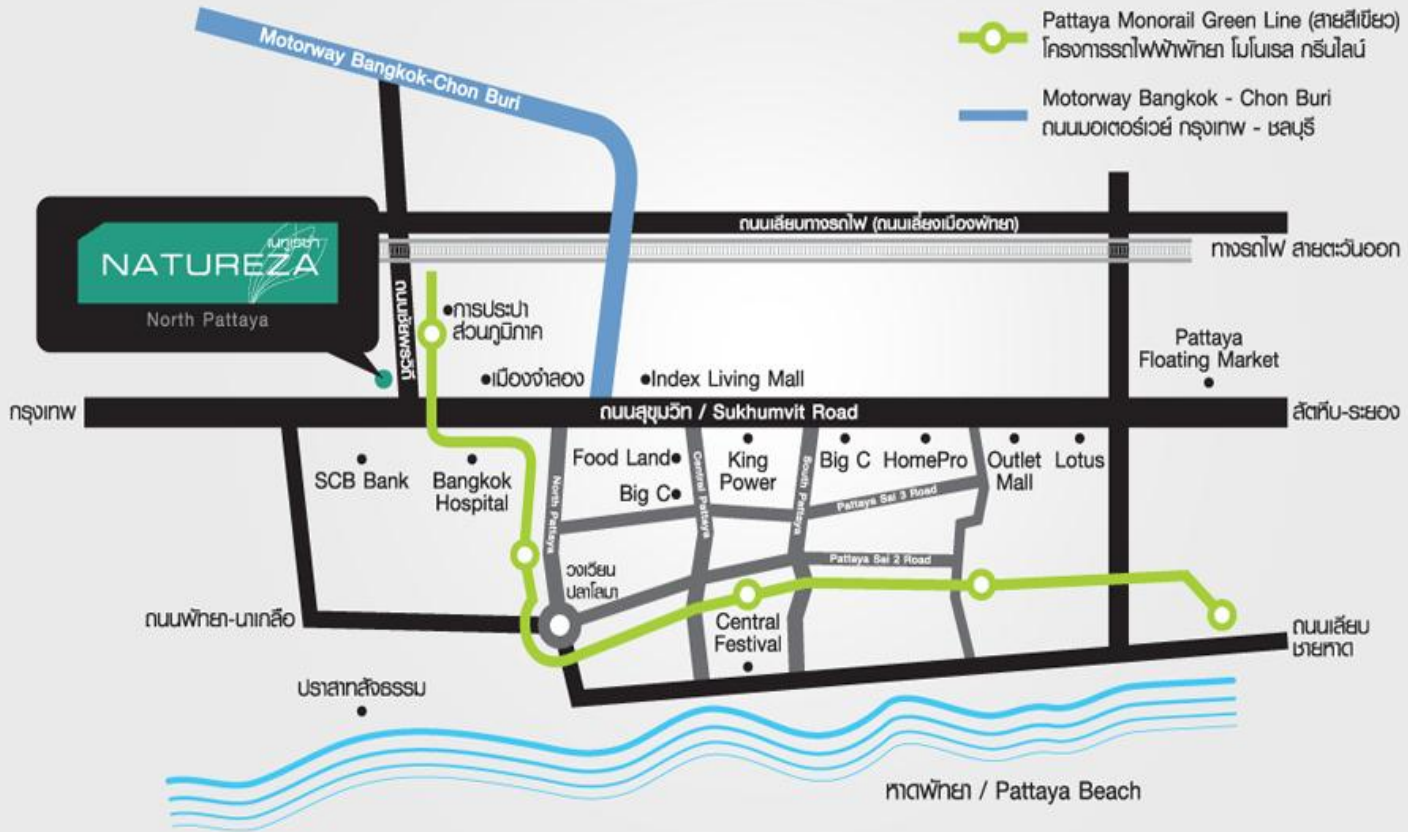 Pattaya Monorail Green Line (สายสีเขียว)
โครงการรถไฟฟ้าพัทยา โมโนเรล กรีนไลน์
Motorway Bangkok - Chon Buri
ถนนมอเตอร์เวย์ กรุงเทพ - ชลบุรี
Motorway Bangkok-Chon Buri
ถนนเลียบทางรถไฟ (ถนนเลี่ยงเมืองพัทยา)
ทางรถไฟ สายตะวันออก
เนทูเรซ่า
NATUREZA
North Pattaya
ถนนชัยพรวิถี
การประปา
ส่วนภูมิภาค
เมืองจำลอง
Index Living Mall
Pattaya
Floating Market
กรุงเทพ
ถนนสุขุมวิท / Sukhumvit Road
สัตหีบ-ระยอง
SCB Bank
Bangkok
Hospital
North Pattaya
Food Land
Big C
Central Pattaya
King
Power
South Pattaya
Big C
HomePro
Outlet
Mall
Lotus
Pattaya Sai 3 Road
Pattaya Sai 2 Road
วงเวียน
ปลาโลมา
ถนนพัทยา-นาเกลือ
Central
Festival
ถนนเลียบ
ชายหาด
ปราสาทสัจธรรม
หาดพัทยา / Pattaya Beach